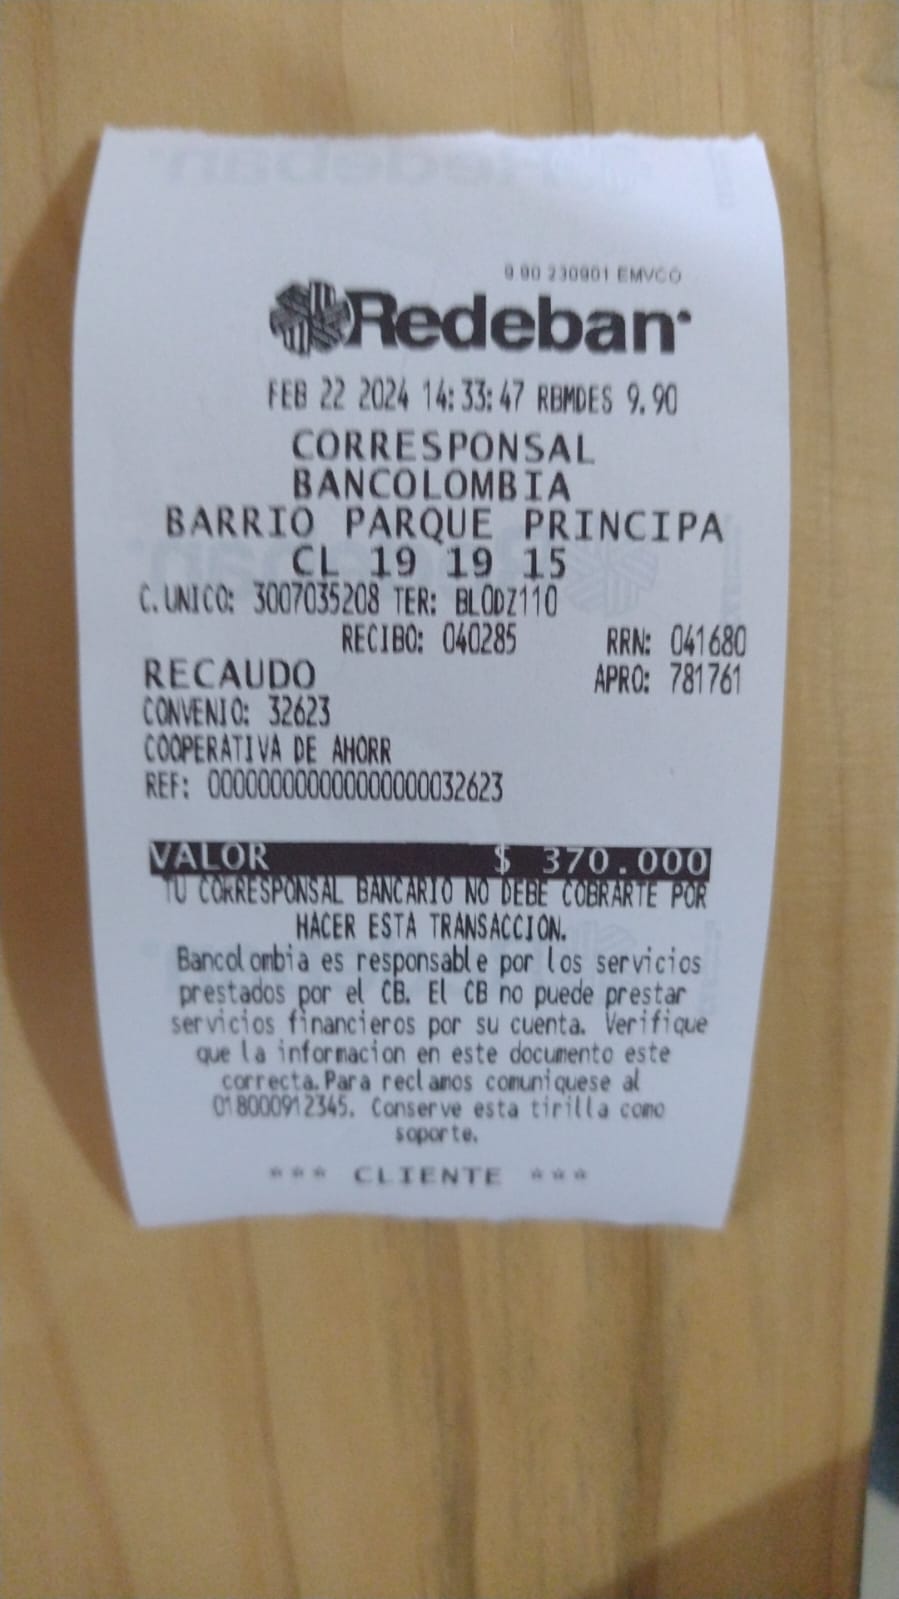 9.90 230901 EMVCO
Redeban
FEB 22 2024 14:33:47 RBMDES 9.90
CORRESPONSAL
BANCOLOMBIA
BARRIO PARQUE PRINCIPA
CL 19 19 15
C. UNICO: 3007035208 TER: BLODZ110
RECIBO: 040285 RRN: 041680
RECAUDO APRO: 781761
CONVENIO: 32623
COOPERATIVA DE AHORR
REF: 000000000000000000032623
VALOR $ 370.000
TU CORRESPONSAL BANCARIO NO DEBE COBRARTE POR
HACER ESTA TRANSACCION.
Bancolombia es responsable por los servicios
prestados por el CB. El CB no puede prestar
servicios financieros por su cuenta. Verifique
que la informacion en este documento este
correcta.Para reclamos comuniquese al
018000912345. Conserve esta tirilla como
soporte.
*** CLIENTE ***